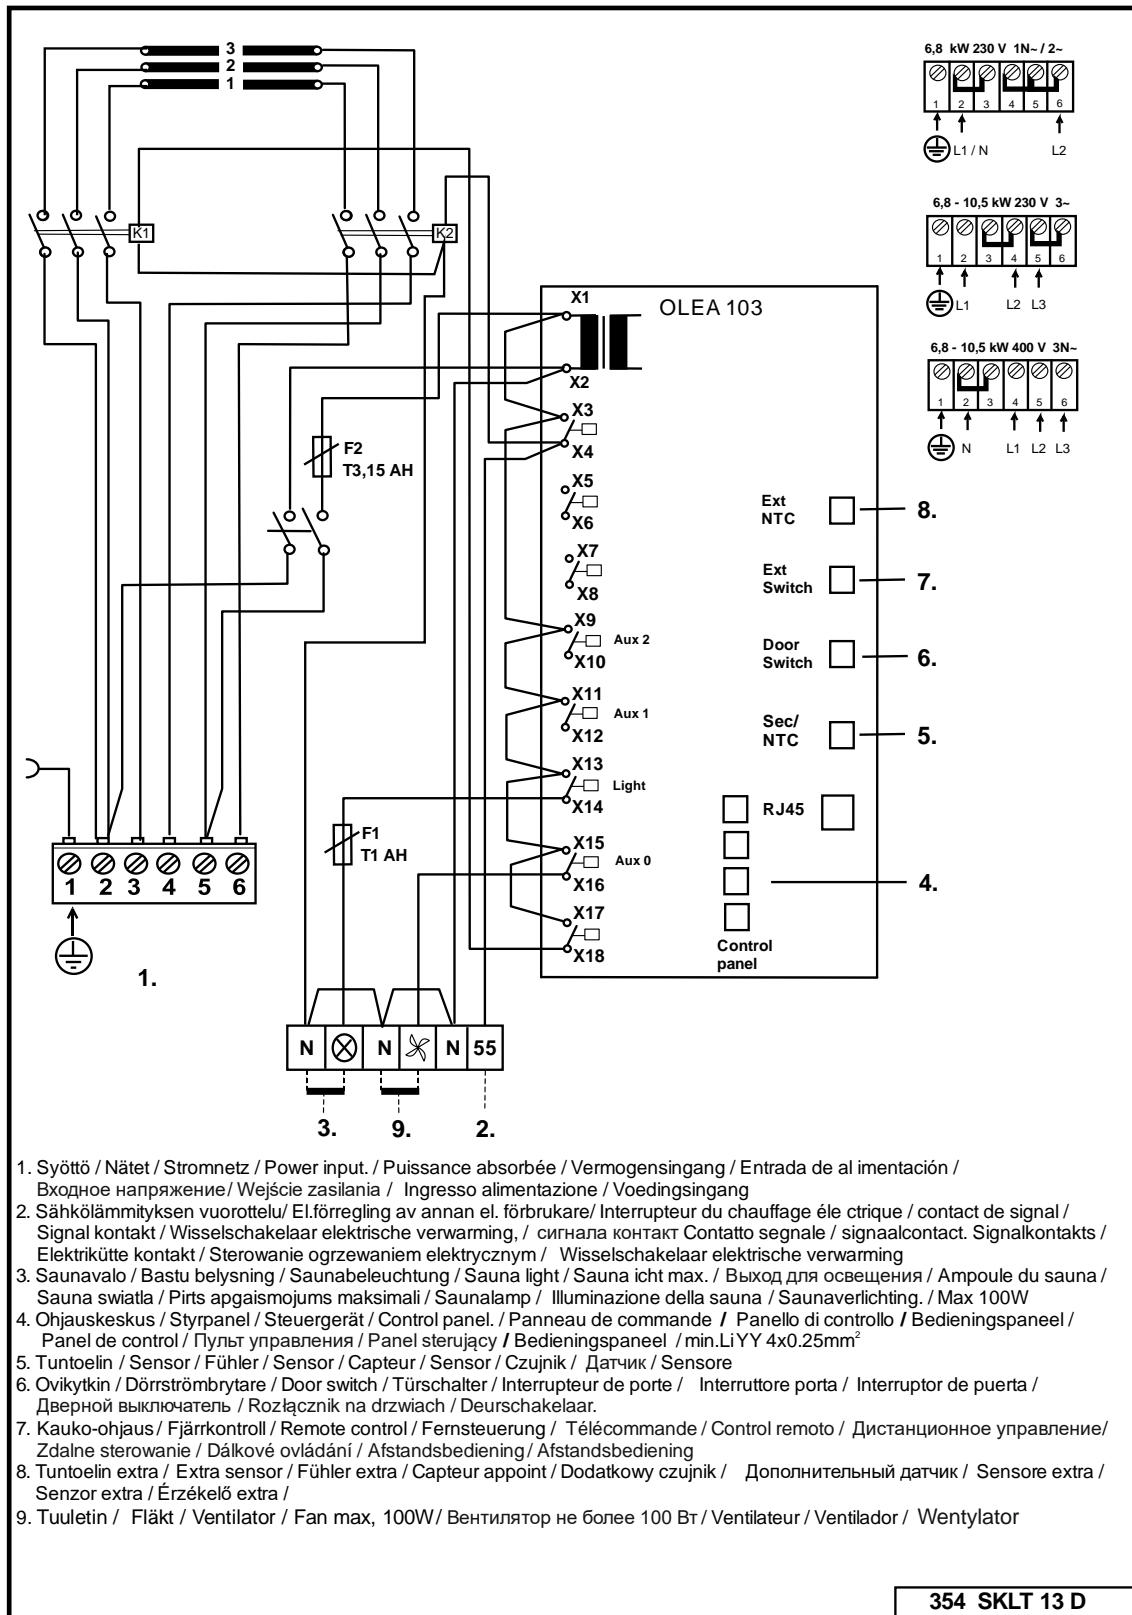 3
2
1
K1
K2
6,8 kW 230 V 1N~ / 2~
1 2 3 4 5 6
L1 / N L2
6,8 - 10,5 kW 230 V 3~
1 2 3 4 5 6
L1 L2 L3
6,8 - 10,5 kW 400 V 3N~
1 2 3 4 5 6
N L1 L2 L3
OLEA 103
X1
X2
X3
X4
X5
X6
X7
X8
X9
Aux 2
X10
X11
Aux 1
X12
X13
Light
X14
X15
Aux 0
X16
X17
X18
F2
T3,15 AH
F1
T1 AH
Ext
NTC
8.
Ext
Switch
7.
Door
Switch
6.
Sec/
NTC
5.
RJ45
4.
Control
panel
1 2 3 4 5 6
1.
N N N 55
3. 9. 2.
1. Syöttö / Nätet / Stromnetz / Power input. / Puissance absorbée / Vermogensingang / Entrada de al imentación /
Входное напряжение/ Wejście zasilania / Ingresso alimentazione / Voedingsingang
2. Sähkölämmityksen vuorottelu/ El.förregling av annan el. förbrukare/ Interrupteur du chauffage éle ctrique / contact de signal /
Signal kontakt / Wisselschakelaar elektrische verwarming, / сигнала контакт Contatto segnale / signaalcontact. Signalkontakts /
Elektrikütte kontakt / Sterowanie ogrzewaniem elektrycznym / Wisselschakelaar elektrische verwarming
3. Saunavalo / Bastu belysning / Saunabeleuchtung / Sauna light / Sauna icht max. / Выход для освещения / Ampoule du sauna /
Sauna swiatla / Pirts apgaismojums maksimali / Saunalamp / Illuminazione della sauna / Saunaverlichting. / Max 100W
4. Ohjauskeskus / Styrpanel / Steuergerät / Control panel. / Panneau de commande / Panello di controllo / Bedieningspaneel /
Panel de control / Пульт управления / Panel sterujący / Bedieningspaneel / min.LiYY 4x0.25mm²
5. Tuntoelin / Sensor / Fühler / Sensor / Capteur / Sensor / Czujnik / Датчик / Sensore
6. Ovikytkin / Dörrströmbrytare / Door switch / Türschalter / Interrupteur de porte / Interruttore porta / Interruptor de puerta /
Дверной выключатель / Rozłącznik na drzwiach / Deurschakelaar.
7. Kauko-ohjaus / Fjärrkontroll / Remote control / Fernsteuerung / Télécommande / Control remoto / Дистанционное управление/
Zdalne sterowanie / Dálkové ovládání / Afstandsbediening / Afstandsbediening
8. Tuntoelin extra / Extra sensor / Fühler extra / Capteur appoint / Dodatkowy czujnik / Дополнительный датчик / Sensore extra /
Senzor extra / Érzékelő extra /
9. Tuuletin / Fläkt / Ventilator / Fan max, 100W / Вентилятор не более 100 Вт / Ventilateur / Ventilador / Wentylator
354 SKLT 13 D